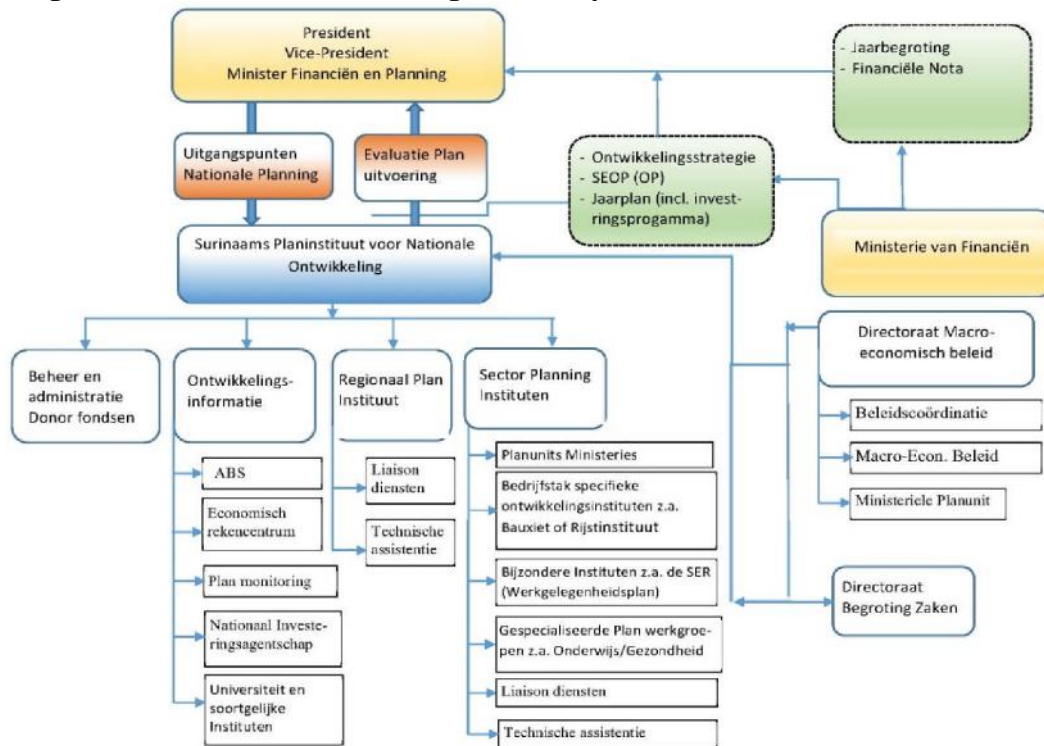 President
Vice-President
Minister Financiën en Planning
- Jaarbegroting
- Financiële Nota
Uitgangspunten
Nationale Planning
Evaluatie Plan
uitvoering
- Ontwikkelingsstrategie
- SEOP (OP)
- Jaarplan (incl. invest-
ringsprogamma)
Surinaams Planinstituut voor Nationale
Ontwikkeling
Ministerie van Financiën
Beheer en
administratie
Donor fondsen
Ontwikkelings-
informatie
Regionaal Plan
Instituut
Sector Planning
Instituten
Directoraat Macro-
economisch beleid
ABS
Economisch
rekencentrum
Plan monitoring
Nationaal Investe-
ringsagentschap
Universiteit en
soortgelijke
Instituten
Liaison
diensten
Technische
assistentie
Planunits Ministeries
Bedrijfstak specifieke
ontwikkelingsinstituten z.a.
Bauxiet of Rijstinstituut
Bijzondere Instituten z.a. de SER
(Werkgelegenheidsplan)
Gespecialiseerde Plan werkgroe-
pen z.a. Onderwijs/Gezondheid
Liaison diensten
Technische assistentie
Beleidscoördinatie
Macro-Econ. Beleid
Ministeriele Planunit
Directoraat
Begroting Zaken